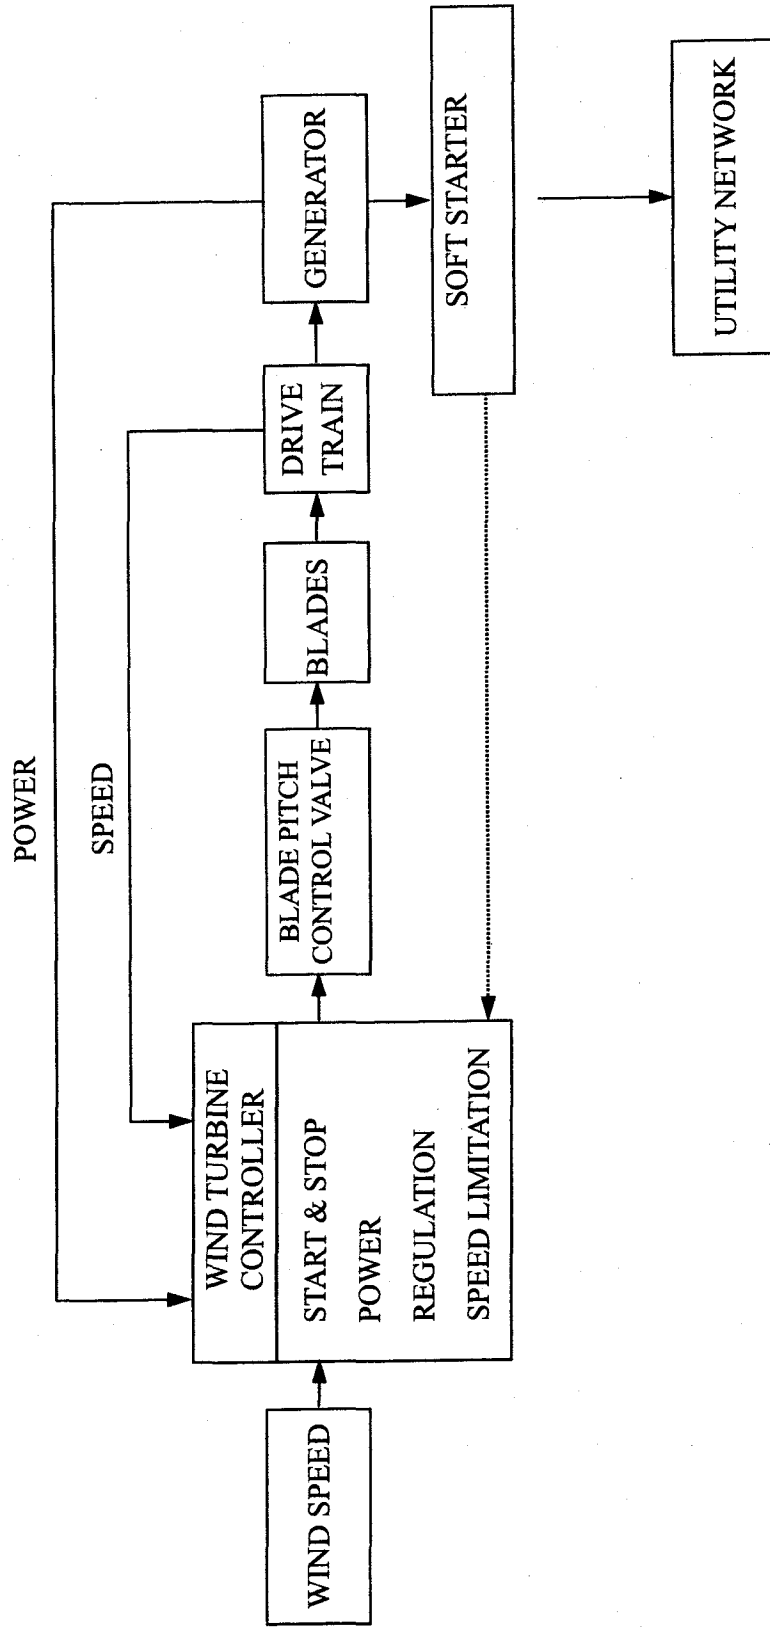 POWER
SPEED
WIND SPEED
WIND TURBINE
CONTROLLER
START & STOP
POWER
REGULATION
SPEED LIMITATION
BLADE PITCH
CONTROL VALVE
BLADES
DRIVE
TRAIN
GENERATOR
SOFT STARTER
UTILITY NETWORK